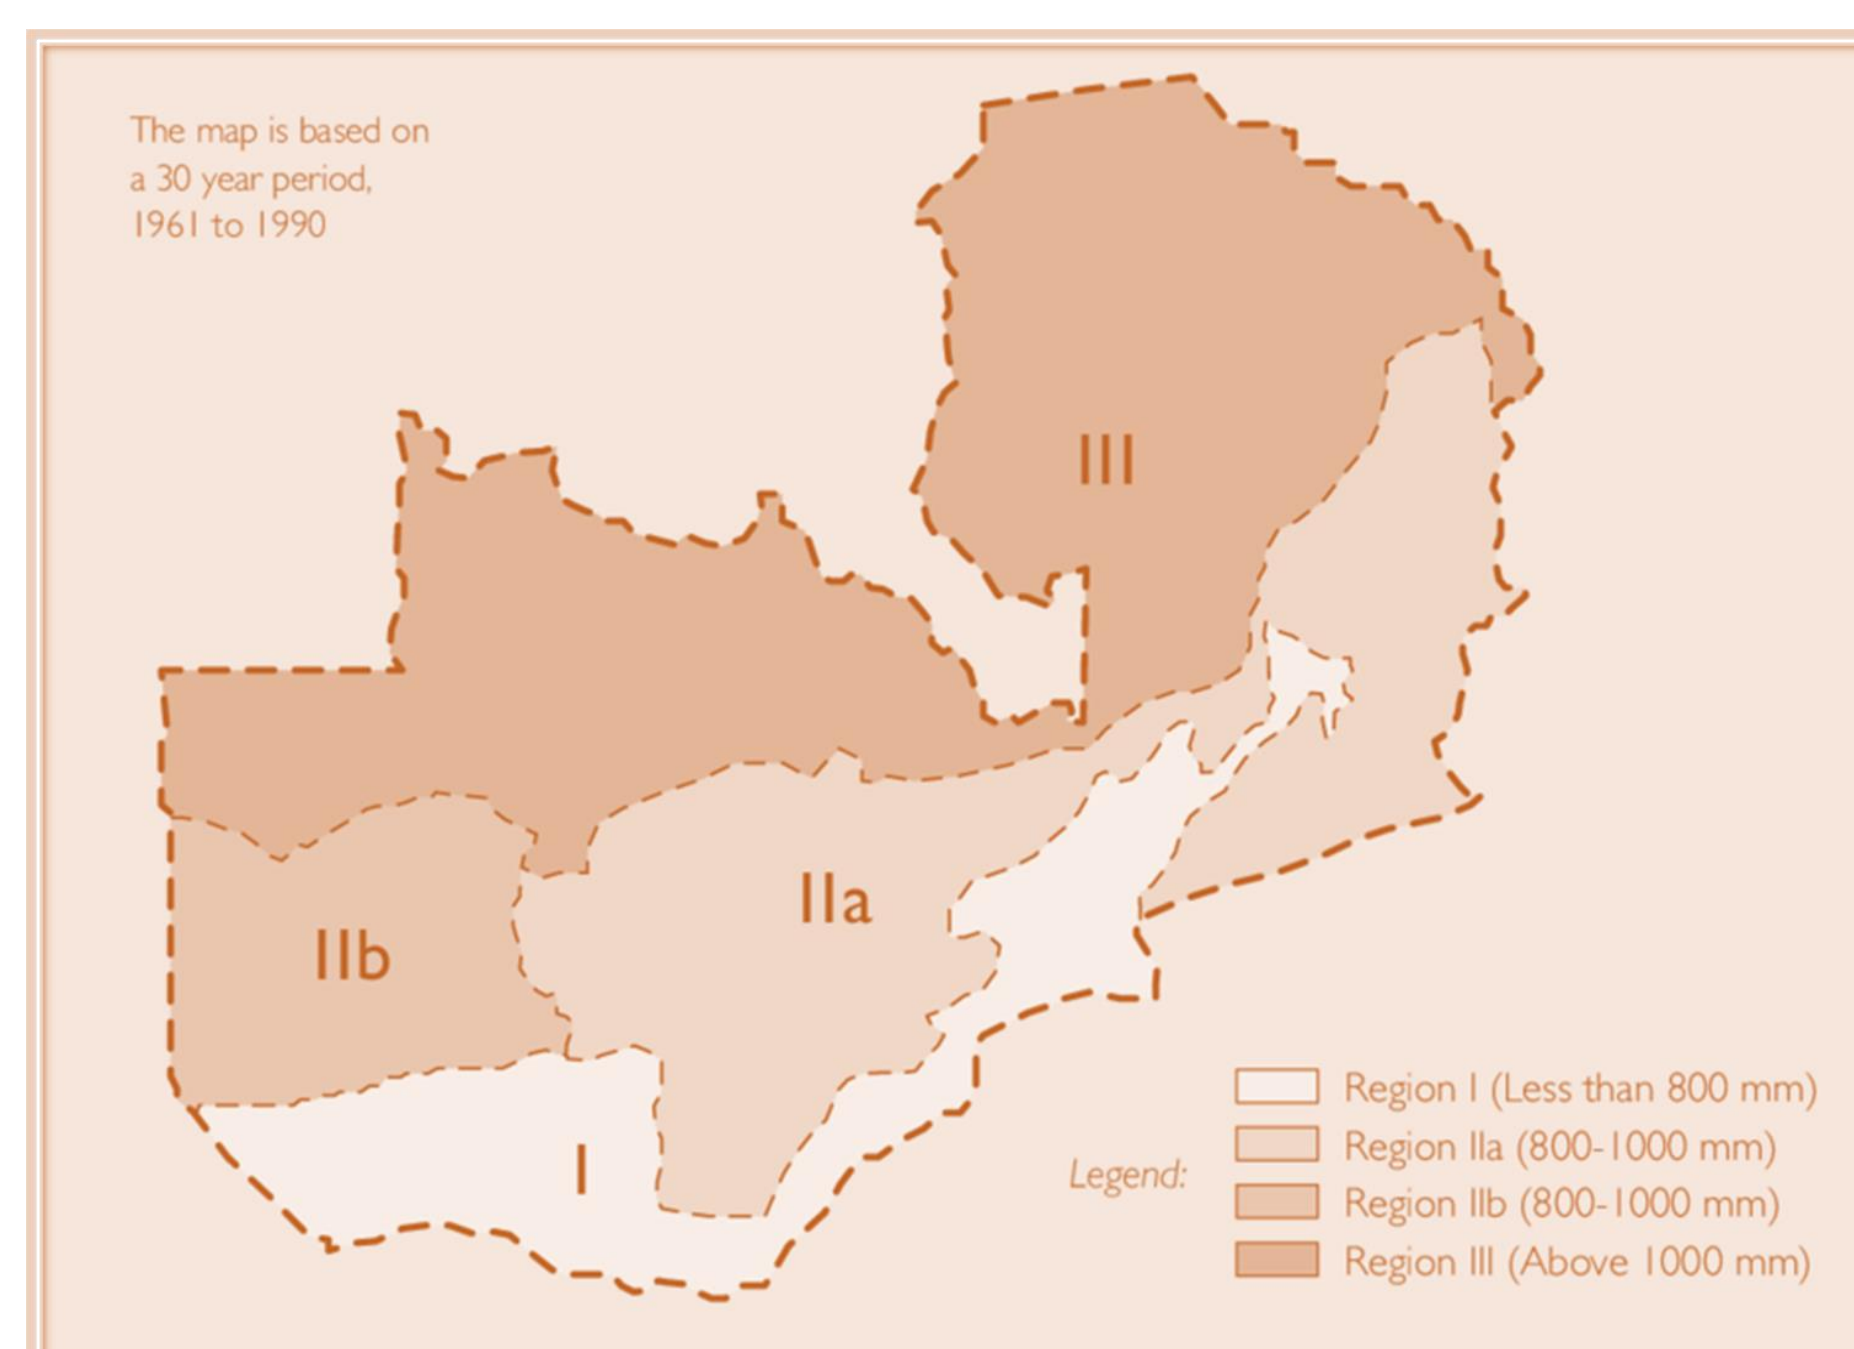 The map is based on
a 30 year period,
1961 to 1990
III
IIa
IIb
I
Legend:
Region I (Less than 800 mm)
Region IIa (800-1000 mm)
Region IIb (800-1000 mm)
Region III (Above 1000 mm)